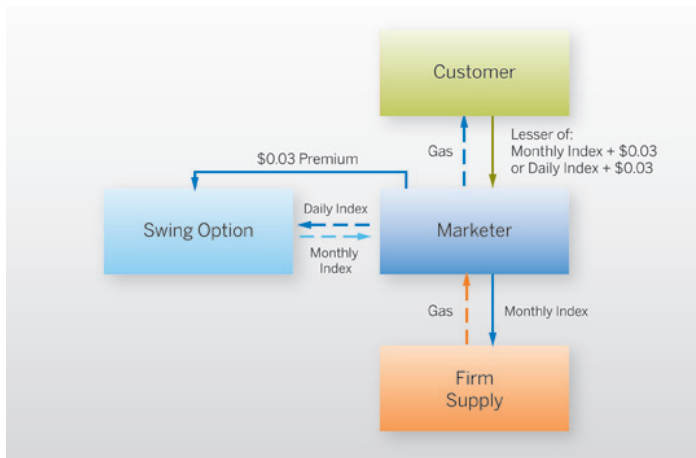 Customer
Gas
Lesser of:
Monthly Index + $0.03
or Daily Index + $0.03
$0.03 Premium
Swing Option
Daily Index
Monthly
Index
Marketer
Gas
Monthly Index
Firm
Supply